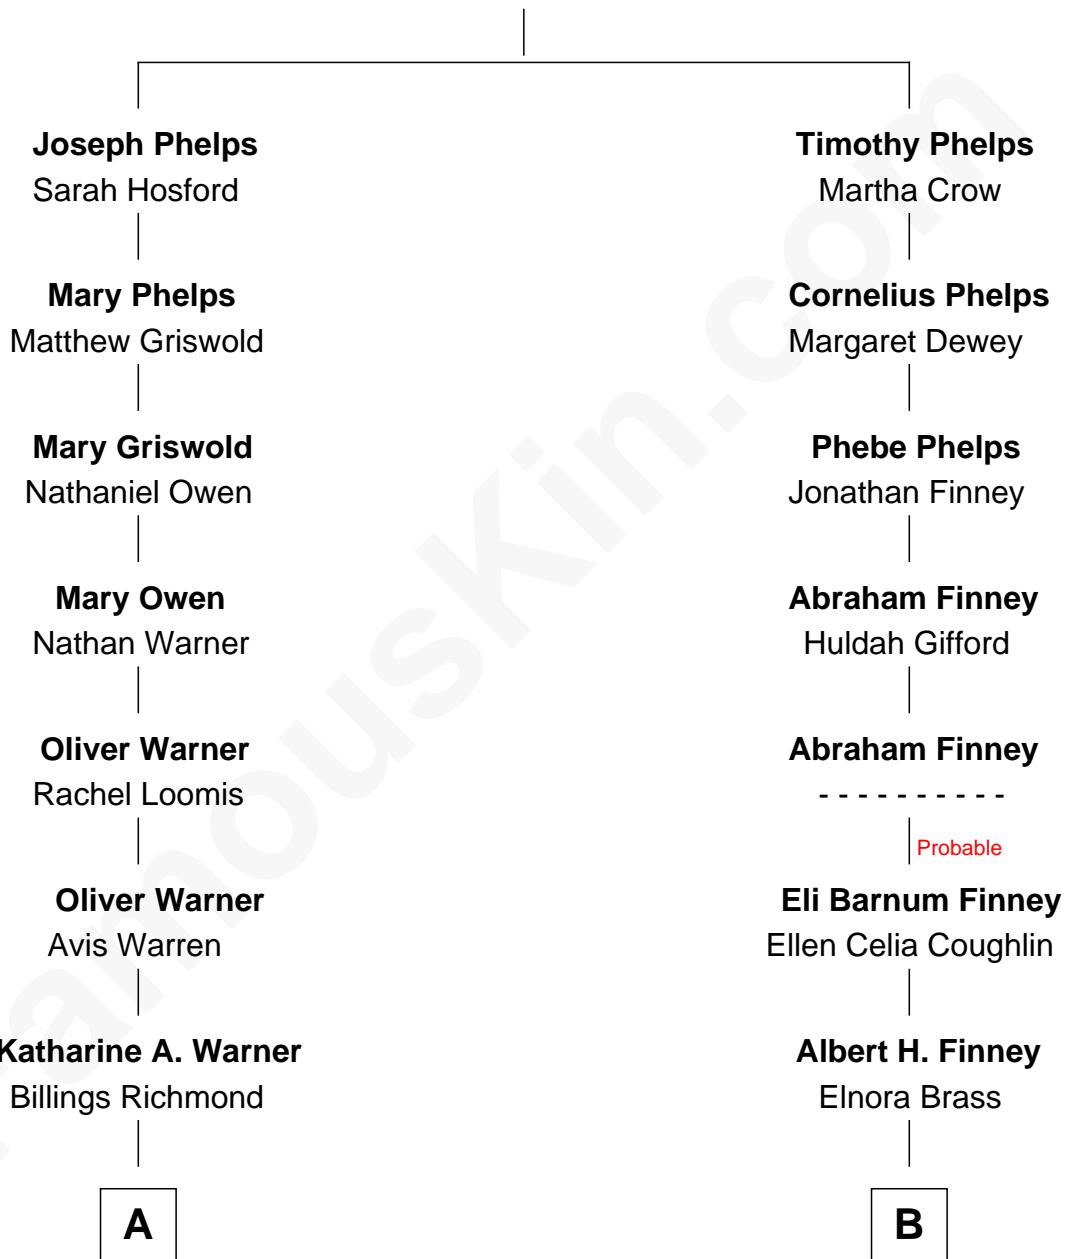 Joseph Phelps
Sarah Hosford
Timothy Phelps
Martha Crow
Mary Phelps
Matthew Griswold
Cornelius Phelps
Margaret Dewey
Mary Griswold
Nathaniel Owen
Phebe Phelps
Jonathan Finney
Mary Owen
Nathan Warner
Abraham Finney
Huldah Gifford
Oliver Warner
Rachel Loomis
Abraham Finney
- - - - - - - - - -
Probable
Oliver Warner
Avis Warren
Eli Barnum Finney
Ellen Celia Coughlin
Katharine A. Warner
Billings Richmond
Albert H. Finney
Elnora Brass
A
B
FamousKin.com